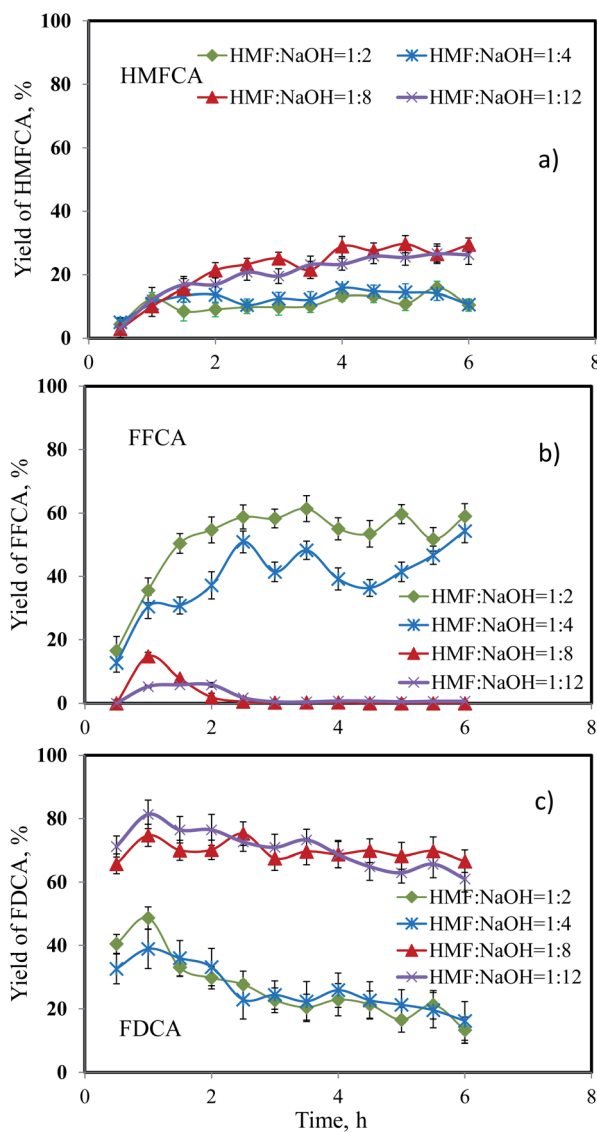 100
80
60
40
20
0
Yield of HMFCA, %
HMFCA
HMF:NaOH=1:2
HMF:NaOH=1:4
HMF:NaOH=1:8
HMF:NaOH=1:12
a)
0
2
4
6
8
100
80
60
40
20
0
Yield of FFCA, %
FFCA
b)
HMF:NaOH=1:2
HMF:NaOH=1:4
HMF:NaOH=1:8
HMF:NaOH=1:12
0
2
4
6
8
100
80
60
40
20
0
Yield of FDCA, %
c)
HMF:NaOH=1:2
HMF:NaOH=1:4
HMF:NaOH=1:8
HMF:NaOH=1:12
FDCA
0
2
4
6
8
Time, h